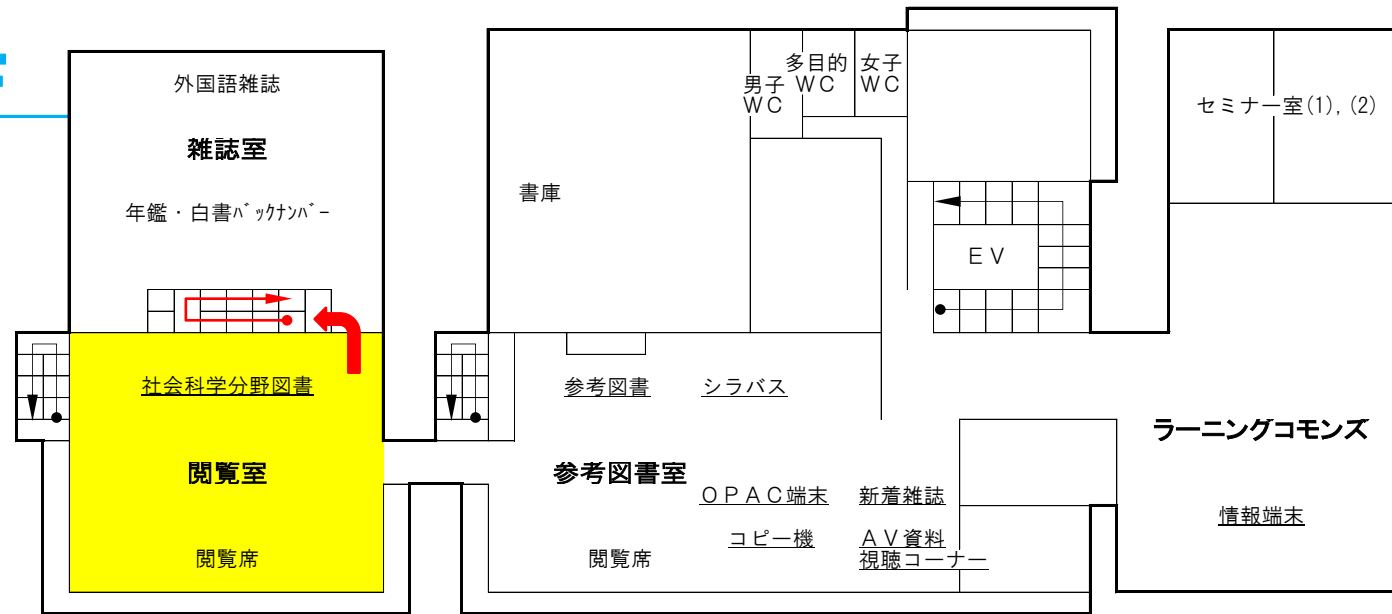 外国語雑誌
雑誌室
年鑑・白書ﾊﾞｯｸﾅﾝﾊﾞｰ
社会科学分野図書
閲覧室
閲覧席
書庫
男子
ＷＣ
多目的
ＷＣ
女子
ＷＣ
ＥＶ
セミナー室(1), (2)
参考図書
シラバス
参考図書室
ＯＰＡＣ端末
新着雑誌
コピー機
ＡＶ資料
視聴コーナー
閲覧席
ラーニングコモンズ
情報端末